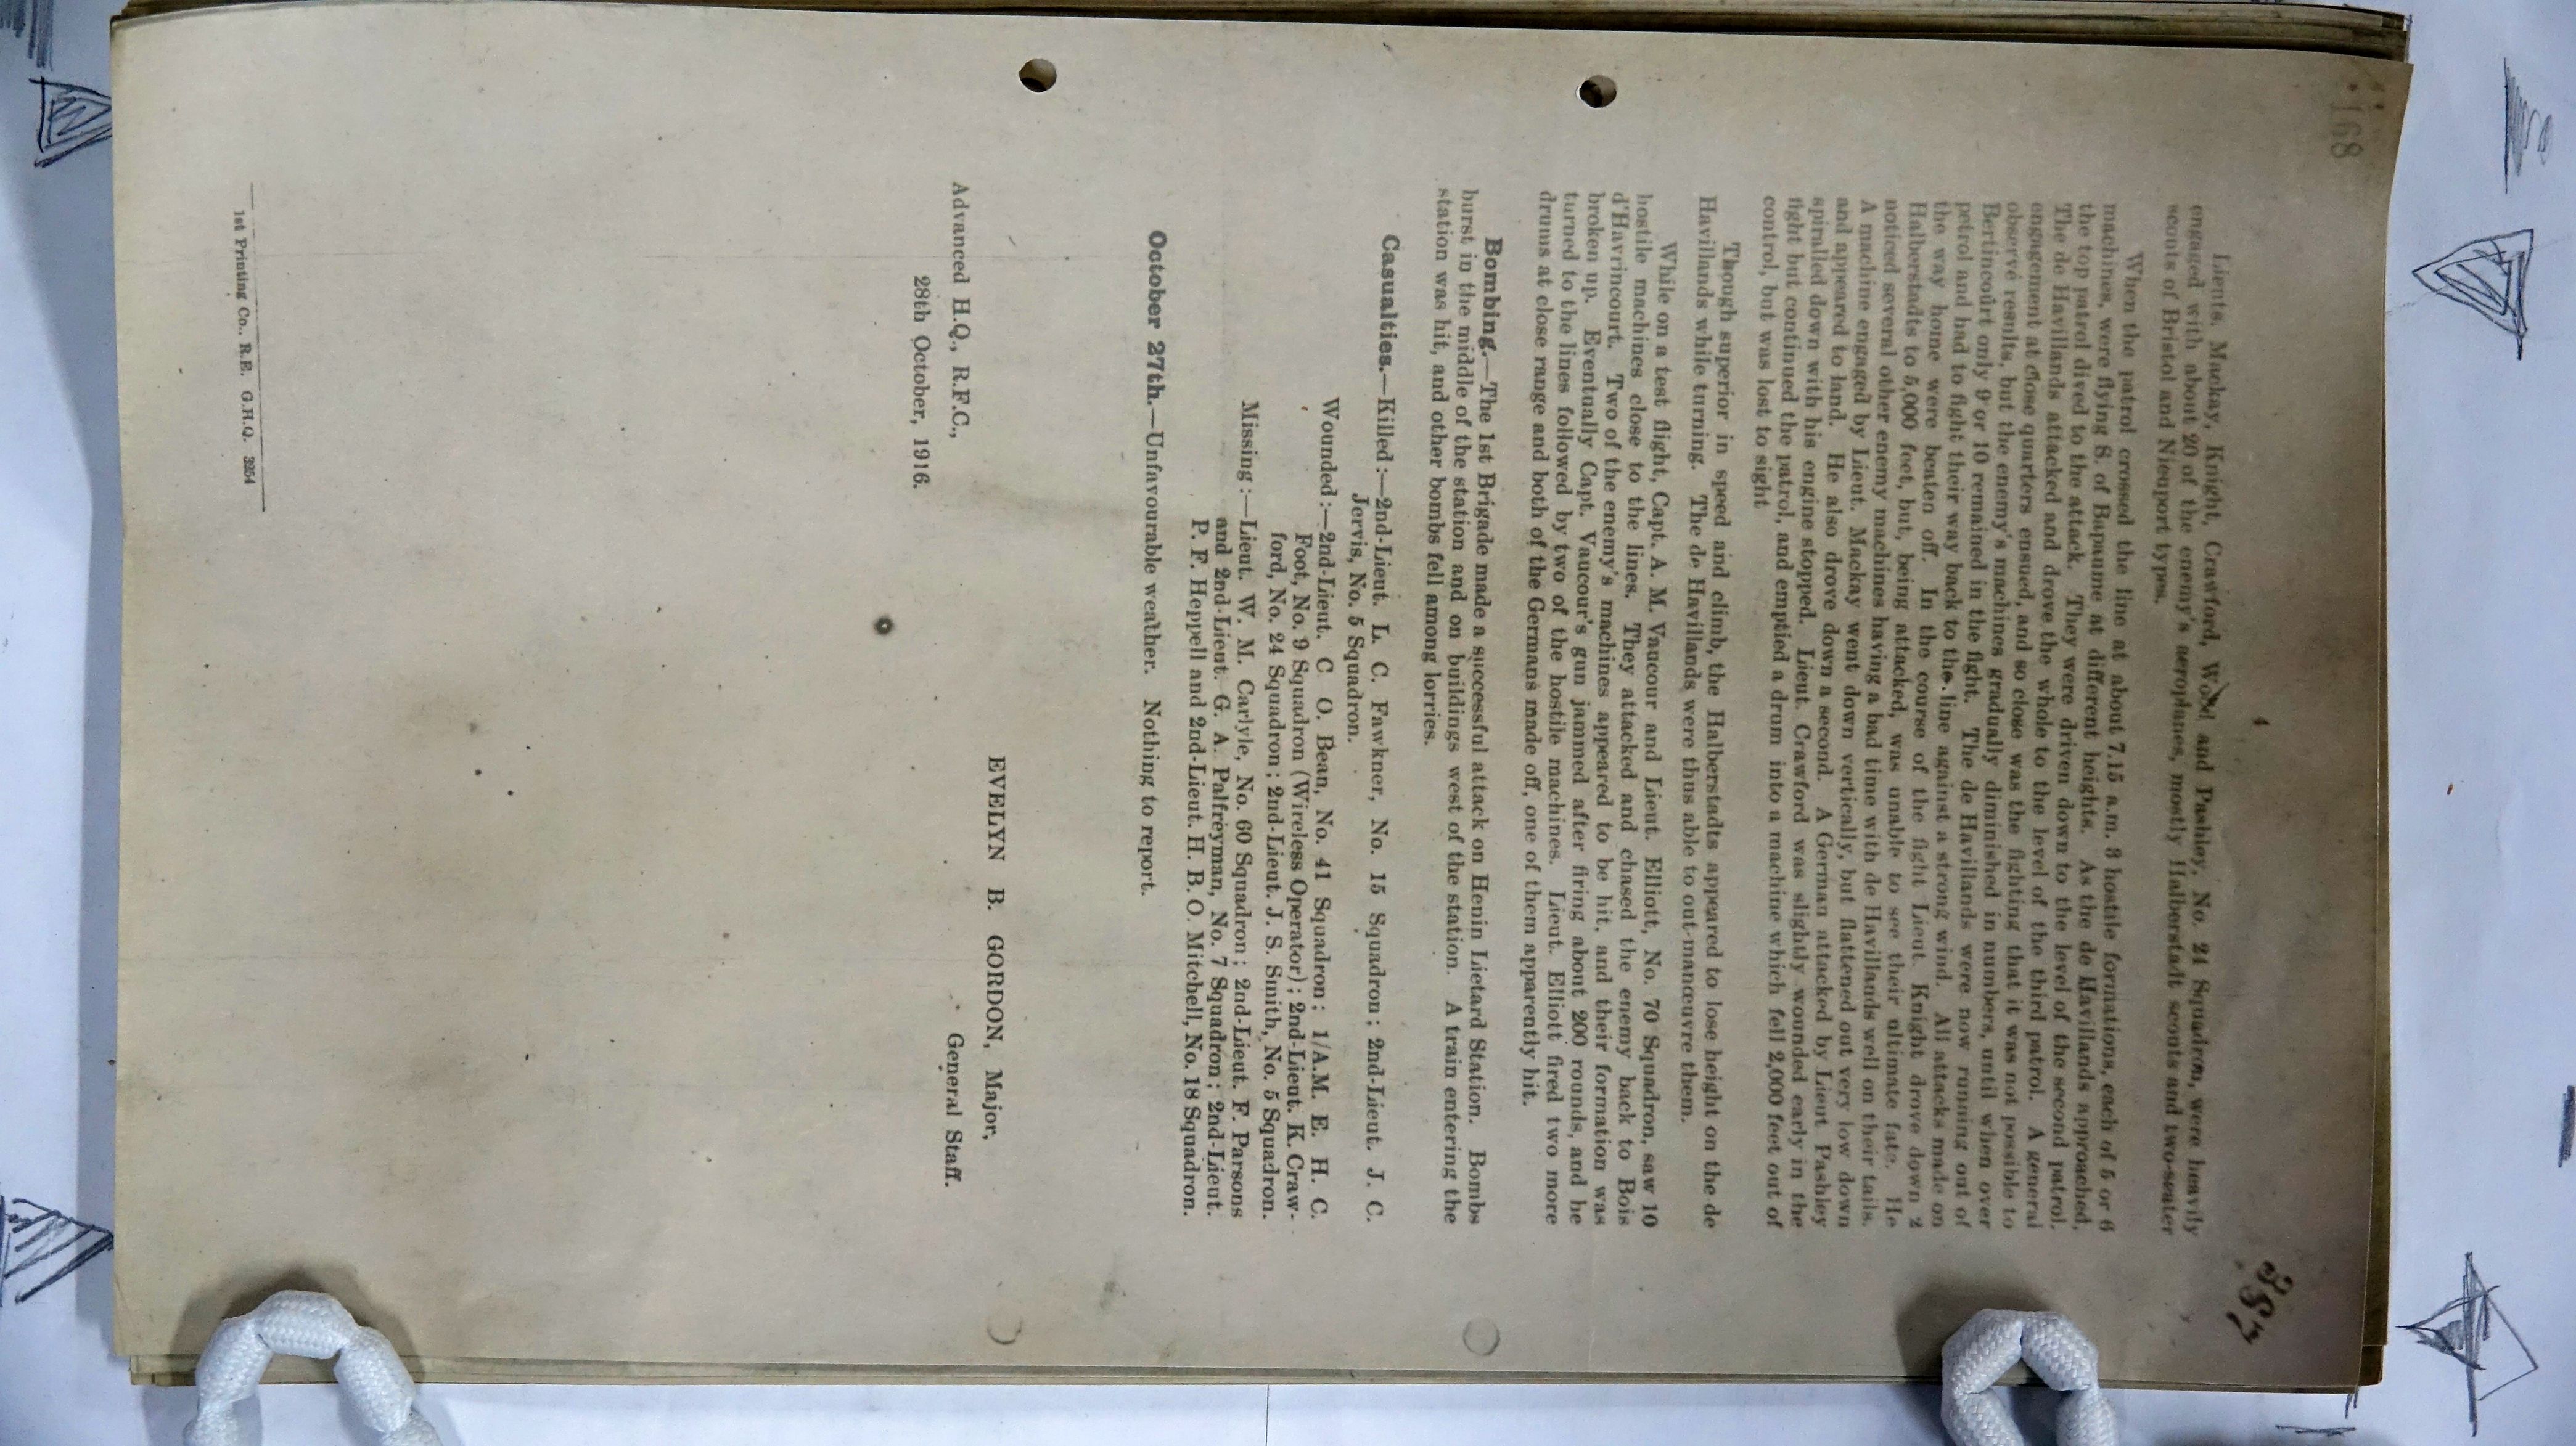 168
4
Lieuts. Mackay, Knight, Crawford, Wood and Pashley, No. 24 Squadron, were heavily
engaged with about 20 of the enemy's aeroplanes, mostly Halberstadt scouts and two-seater
scouts of Bristol and Nieuport types.
When the patrol crossed the line at about 7.15 a.m. 3 hostile formations, each of 5 or 6
machines, were flying S. of Bapaume at different heights. As the de Havillands approached,
the top patrol dived to the attack. They were driven down to the level of the second patrol.
The de Havillands attacked and drove the whole to the level of the third patrol. A general
engagement at close quarters ensued, and so close was the fighting that it was not possible to
observe results, but the enemy's machines gradually diminished in numbers, until when over
Bertincourt only 9 or 10 remained in the fight. The de Havillands were now running out of
petrol and had to fight their way back to the line against a strong wind. All attacks made on
the way home were beaten off. In the course of the fight Lieut. Knight drove down 2
Halberstadts to 5,000 feet, but, being attacked, was unable to see their ultimate fate. He
noticed several other enemy machines having a bad time with de Havillands well on their tails.
A machine engaged by Lieut. Mackay went down vertically, but flattened out very low down
and appeared to land. He also drove down a second. A German attacked by Lieut. Pashley
spiralled down with his engine stopped. Lieut. Crawford was slightly wounded early in the
fight but continued the patrol, and emptied a drum into a machine which fell 2,000 feet out of
control, but was lost to sight
Though superior in speed and climb, the Halberstadts appeared to lose height on the de
Havillands while turning. The de Havillands were thus able to out-manœuvre them.
While on a test flight, Capt. A. M. Vaucour and Lieut. Elliott, No. 70 Squadron, saw 10
hostile machines close to the lines. They attacked and chased the enemy back to Bois
d'Havrincourt. Two of the enemy's machines appeared to be hit, and their formation was
broken up. Eventually Capt. Vaucour's gun jammed after firing about 200 rounds, and he
turned to the lines followed by two of the hostile machines. Lieut. Elliott fired two more
drums at close range and both of the Germans made off, one of them apparently hit.
Bombing.—The 1st Brigade made a successful attack on Henin Lietard Station. Bombs
burst in the middle of the station and on buildings west of the station. A train entering the
station was hit, and other bombs fell among lorries.
Casualties.—Killed:—2nd-Lieut. L. C. Fawkner, No. 15 Squadron; 2nd-Lieut. J. C.
Jervis, No. 5 Squadron.
Wounded:—2nd-Lieut. C. O. Bean, No. 41 Squadron; 1/A.M. E. H. C.
Foot, No. 9 Squadron (Wireless Operator); 2nd-Lieut. K. Craw-
ford, No. 24 Squadron; 2nd-Lieut. J. S. Smith, No. 5 Squadron.
Missing:—Lieut. W. M. Carlyle, No. 60 Squadron; 2nd-Lieut. F. Parsons
and 2nd-Lieut. G. A. Palfreyman, No. 7 Squadron; 2nd-Lieut.
P. F. Heppell and 2nd-Lieut. H. B. O. Mitchell, No. 18 Squadron.
October 27th.—Unfavourable weather. Nothing to report.
EVELYN B. GORDON, Major,
General Staff.
Advanced H.Q., R.F.C.,
28th October, 1916.
1st Printing Co., R.E. G.H.Q. 3254